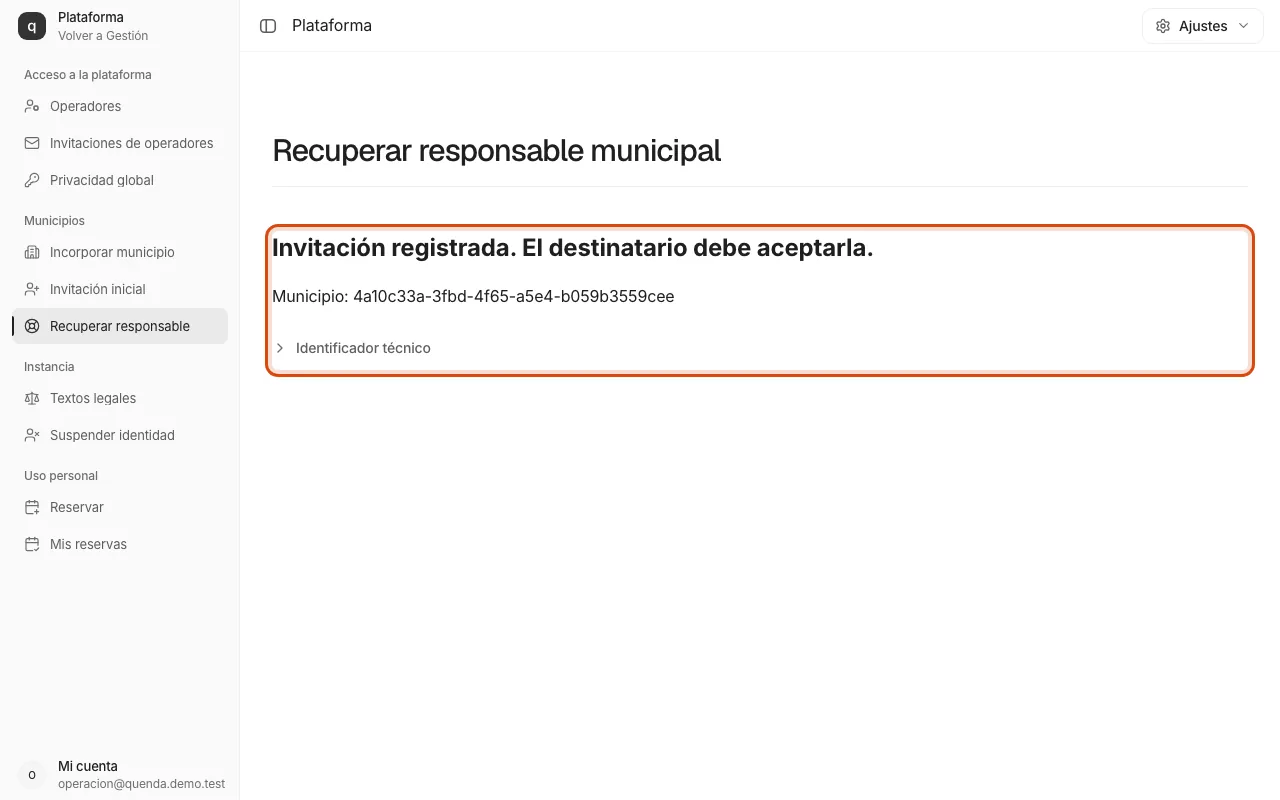 q
Plataforma
Volver a Gestión
Acceso a la plataforma
Operadores
Invitaciones de operadores
Privacidad global
Municipios
Incorporar municipio
Invitación inicial
Recuperar responsable
Instancia
Textos legales
Suspender identidad
Uso personal
Reservar
Mis reservas
O
Mi cuenta
operacion@quenda.demo.test
Plataforma
Ajustes
Recuperar responsable municipal
Invitación registrada. El destinatario debe aceptarla.
Municipio: 4a10c33a-3fbd-4f65-a5e4-b059b3559cee
Identificador técnico